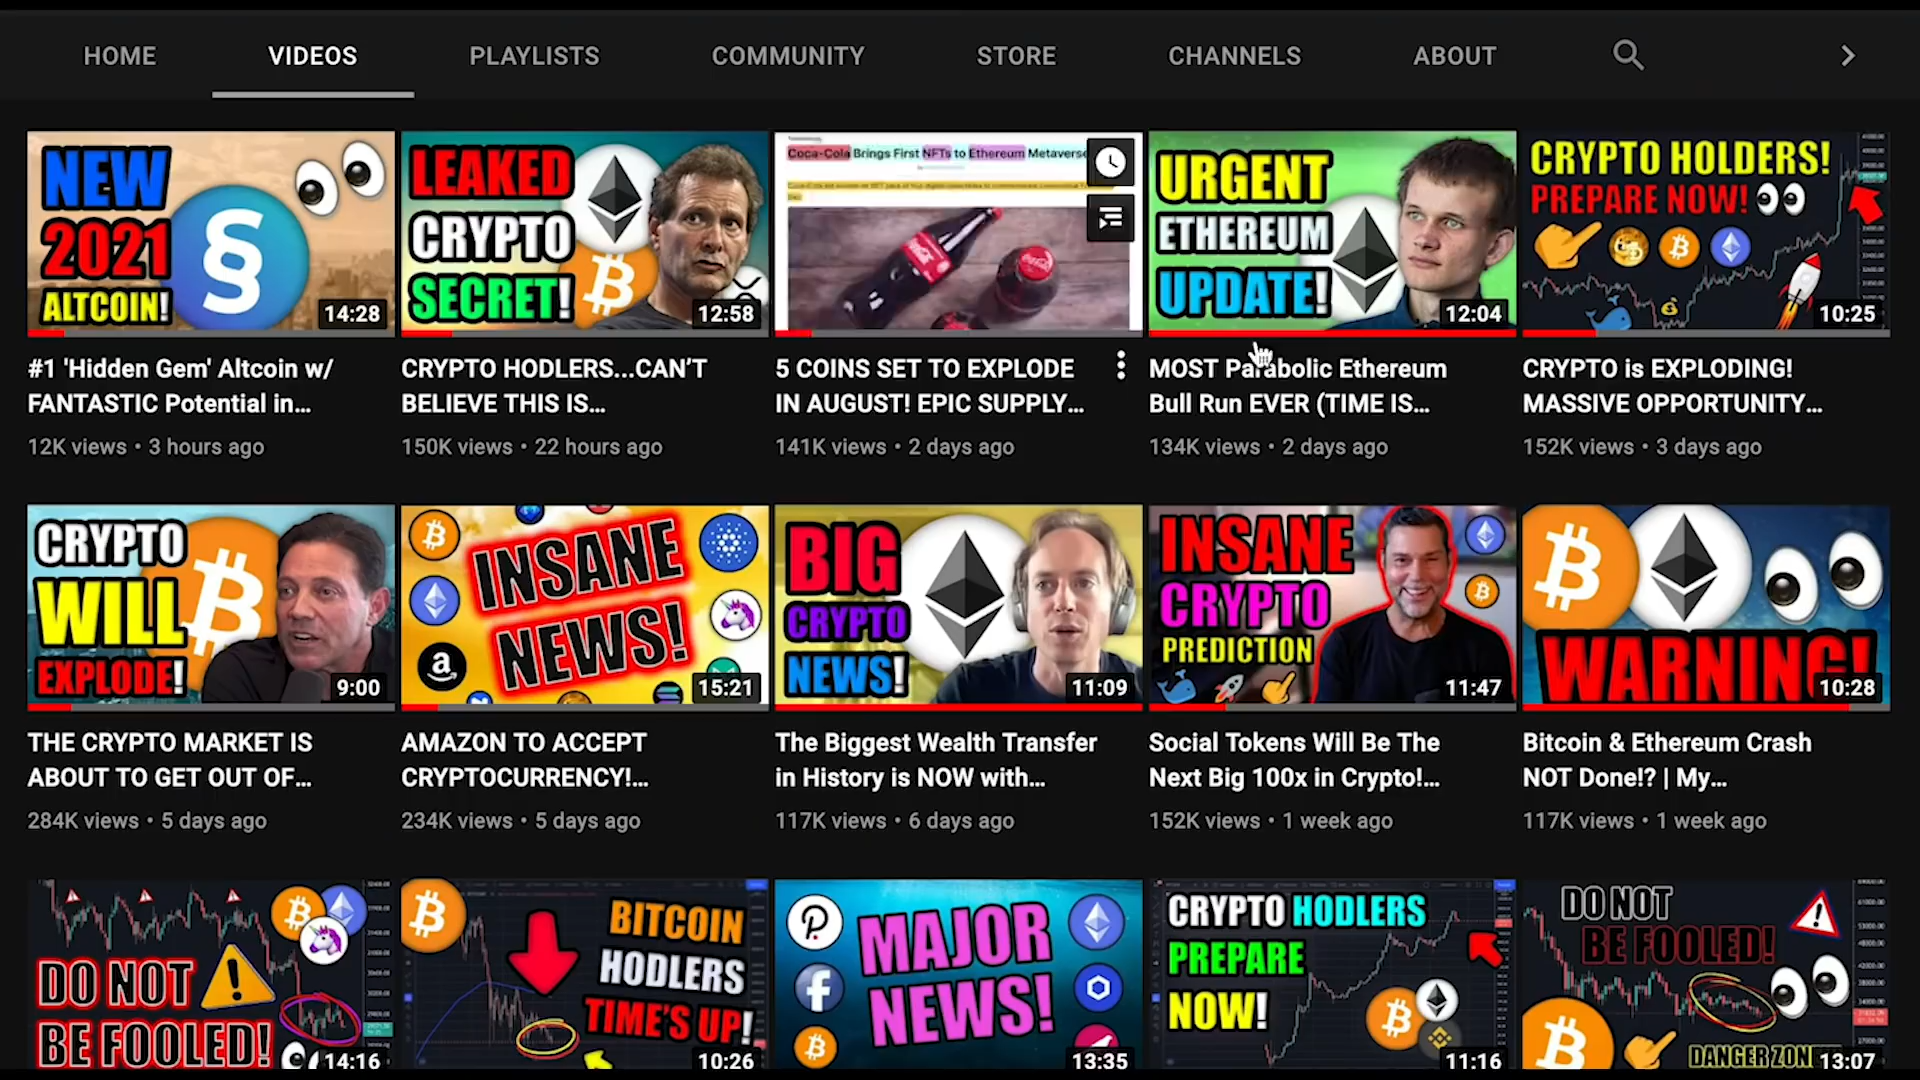 HOME VIDEOS PLAYLISTS COMMUNITY STORE CHANNELS ABOUT
NEW
2021
ALTCOIN!
14:28
LEAKED
CRYPTO
SECRET!
12:58
Coca-Cola Brings First NFTs to Ethereum Metaverse
URGENT
ETHEREUM
UPDATE!
12:04
CRYPTO HOLDERS!
PREPARE NOW!
10:25
#1 'Hidden Gem' Altcoin w/
FANTASTIC Potential in...
12K views • 3 hours ago
CRYPTO HODLERS...CAN'T
BELIEVE THIS IS...
150K views • 22 hours ago
5 COINS SET TO EXPLODE
IN AUGUST! EPIC SUPPLY...
141K views • 2 days ago
MOST Parabolic Ethereum
Bull Run EVER (TIME IS...
134K views • 2 days ago
CRYPTO is EXPLODING!
MASSIVE OPPORTUNITY...
152K views • 3 days ago
CRYPTO
WILL
EXPLODE!
9:00
INSANE
NEWS!
15:21
BIG
CRYPTO
NEWS!
11:09
INSANE
CRYPTO
PREDICTION
11:47
WARNING!
10:28
THE CRYPTO MARKET IS
ABOUT TO GET OUT OF...
284K views • 5 days ago
AMAZON TO ACCEPT
CRYPTOCURRENCY!...
234K views • 5 days ago
The Biggest Wealth Transfer
in History is NOW with...
117K views • 6 days ago
Social Tokens Will Be The
Next Big 100x in Crypto!...
152K views • 1 week ago
Bitcoin & Ethereum Crash
NOT Done!? | My...
117K views • 1 week ago
DO NOT
BE FOOLED!
14:16
BITCOIN
HODLERS
TIME'S UP!
10:26
MAJOR
NEWS!
13:35
CRYPTO HODLERS
PREPARE
NOW!
11:16
DO NOT
BE FOOLED!
DANGER ZON
13:07